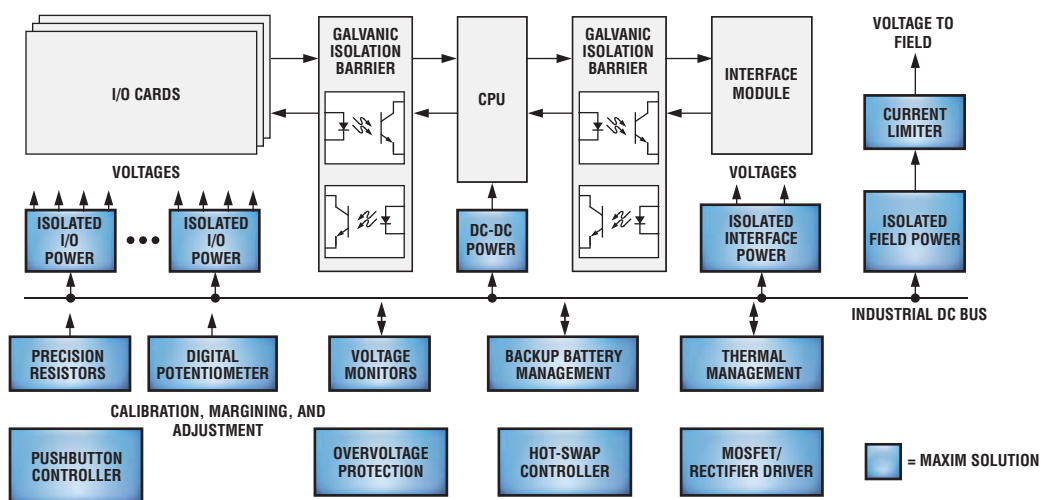 I/O CARDS
GALVANIC
ISOLATION
BARRIER
CPU
GALVANIC
ISOLATION
BARRIER
INTERFACE
MODULE
VOLTAGE TO
FIELD
CURRENT
LIMITER
VOLTAGES
VOLTAGES
ISOLATED
I/O
POWER
ISOLATED
I/O
POWER
DC-DC
POWER
ISOLATED
INTERFACE
POWER
ISOLATED
FIELD POWER
INDUSTRIAL DC BUS
PRECISION
RESISTORS
DIGITAL
POTENTIOMETER
VOLTAGE
MONITORS
BACKUP BATTERY
MANAGEMENT
THERMAL
MANAGEMENT
CALIBRATION, MARGINING, AND
ADJUSTMENT
PUSHBUTTON
CONTROLLER
OVERVOLTAGE
PROTECTION
HOT-SWAP
CONTROLLER
MOSFET/
RECTIFIER DRIVER
= MAXIM SOLUTION